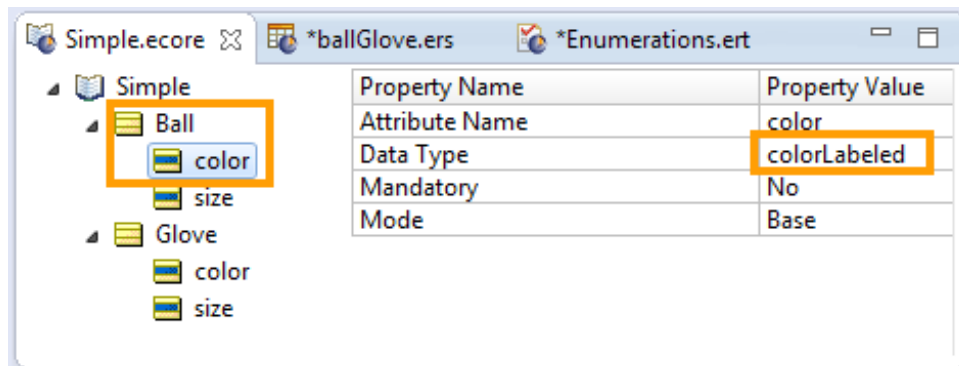 Simple.ecore *ballGlove.ers *Enumerations.ert
Simple
Ball
color
size
Glove
color
size
Property Name Property Value
Attribute Name color
Data Type colorLabeled
Mandatory No
Mode Base